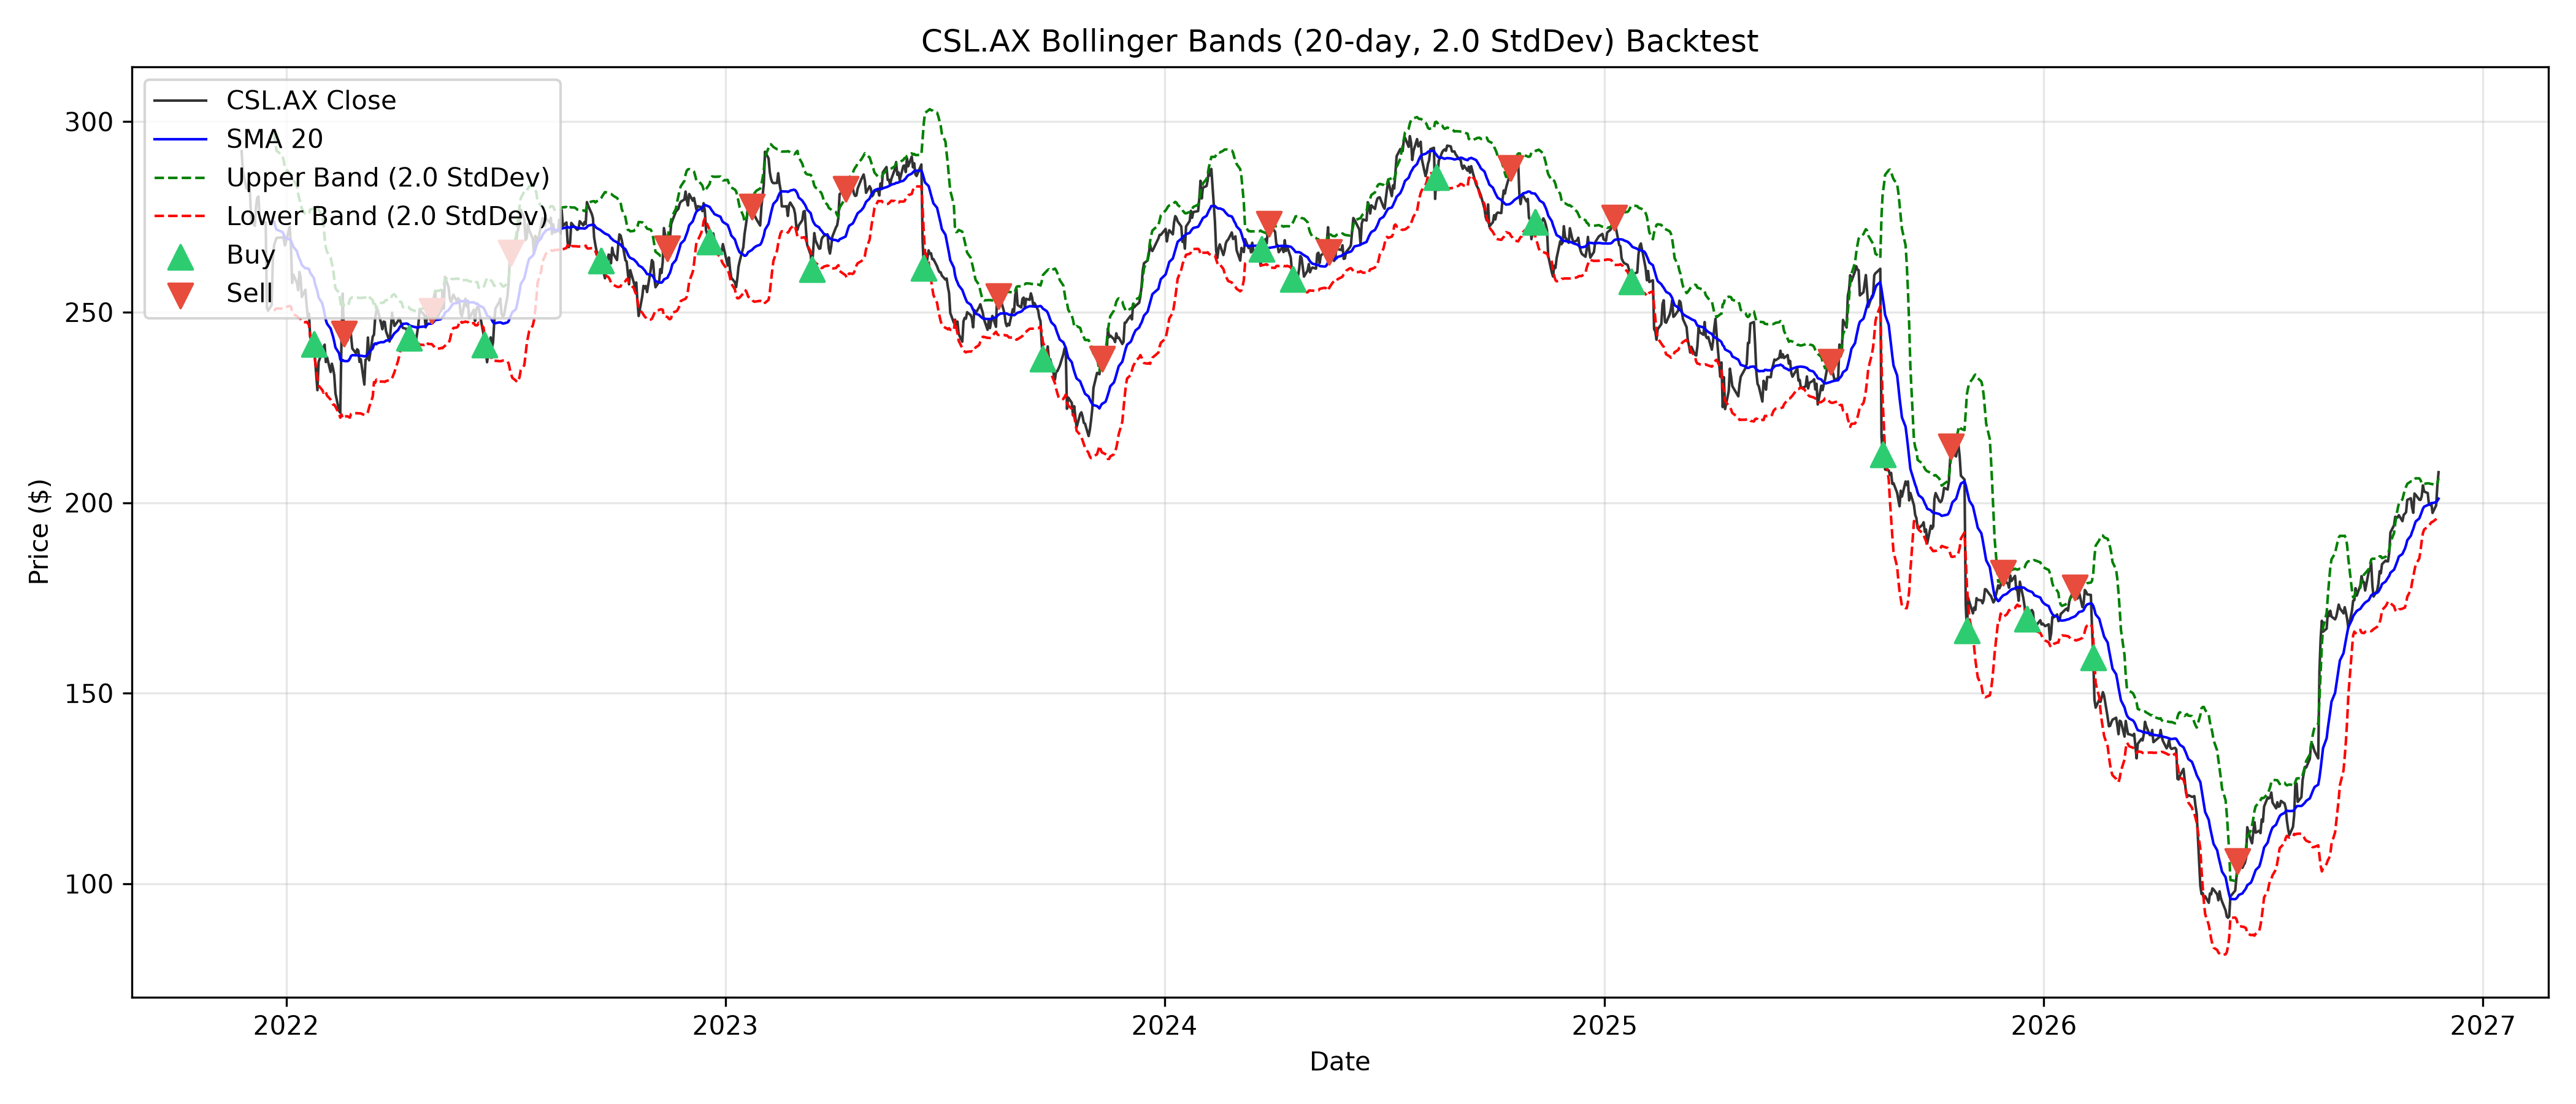 CSL.AX Bollinger Bands (20-day, 2.0 StdDev) Backtest
CSL.AX Close
SMA 20
Upper Band (2.0 StdDev)
Lower Band (2.0 StdDev)
Buy
Sell
Price ($)
300
250
200
150
100
2022
2023
2024
2025
2026
2027
Date